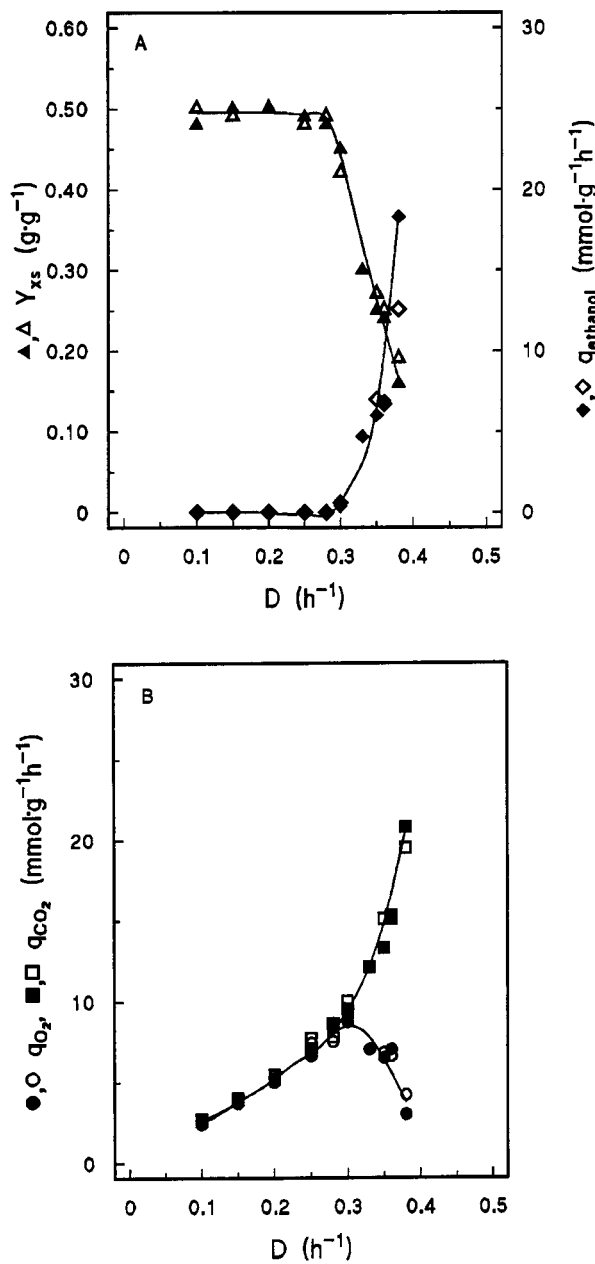 A
0.60
0.50
0.40
0.30
0.20
0.10
0
▲,△ Yxs (g·g⁻¹)
30
20
10
0
◆,◇ qethanol (mmol·g⁻¹h⁻¹)
0 0.1 0.2 0.3 0.4 0.5
D (h⁻¹)
B
30
20
10
0
●,○ qO₂, ■,□ qCO₂ (mmol·g⁻¹h⁻¹)
0 0.1 0.2 0.3 0.4 0.5
D (h⁻¹)